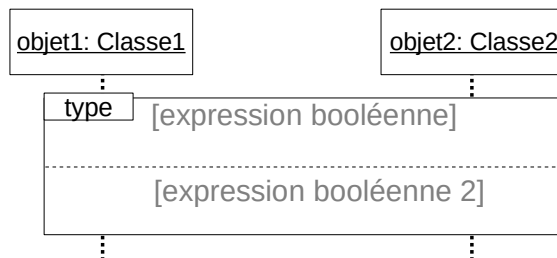 objet1: Classe1
objet2: Classe2
type
[expression booléenne]
[expression booléenne 2]